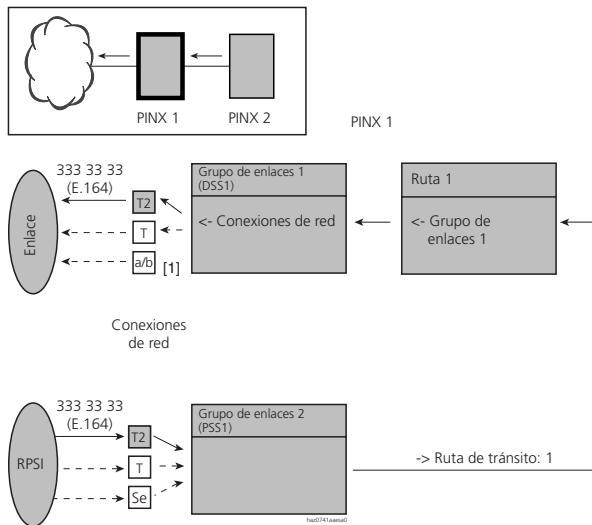 PINX 1
PINX 2
PINX 1
333 33 33
(E.164)
Enlace
T2
T
a/b
[1]
Grupo de enlaces 1
(DSS1)
<- Conexiones de red
Ruta 1
<- Grupo de
enlaces 1
Conexiones
de red
333 33 33
(E.164)
RPSI
T2
T
Se
Grupo de enlaces 2
(PSS1)
-> Ruta de tránsito: 1
haz0741aaesa0